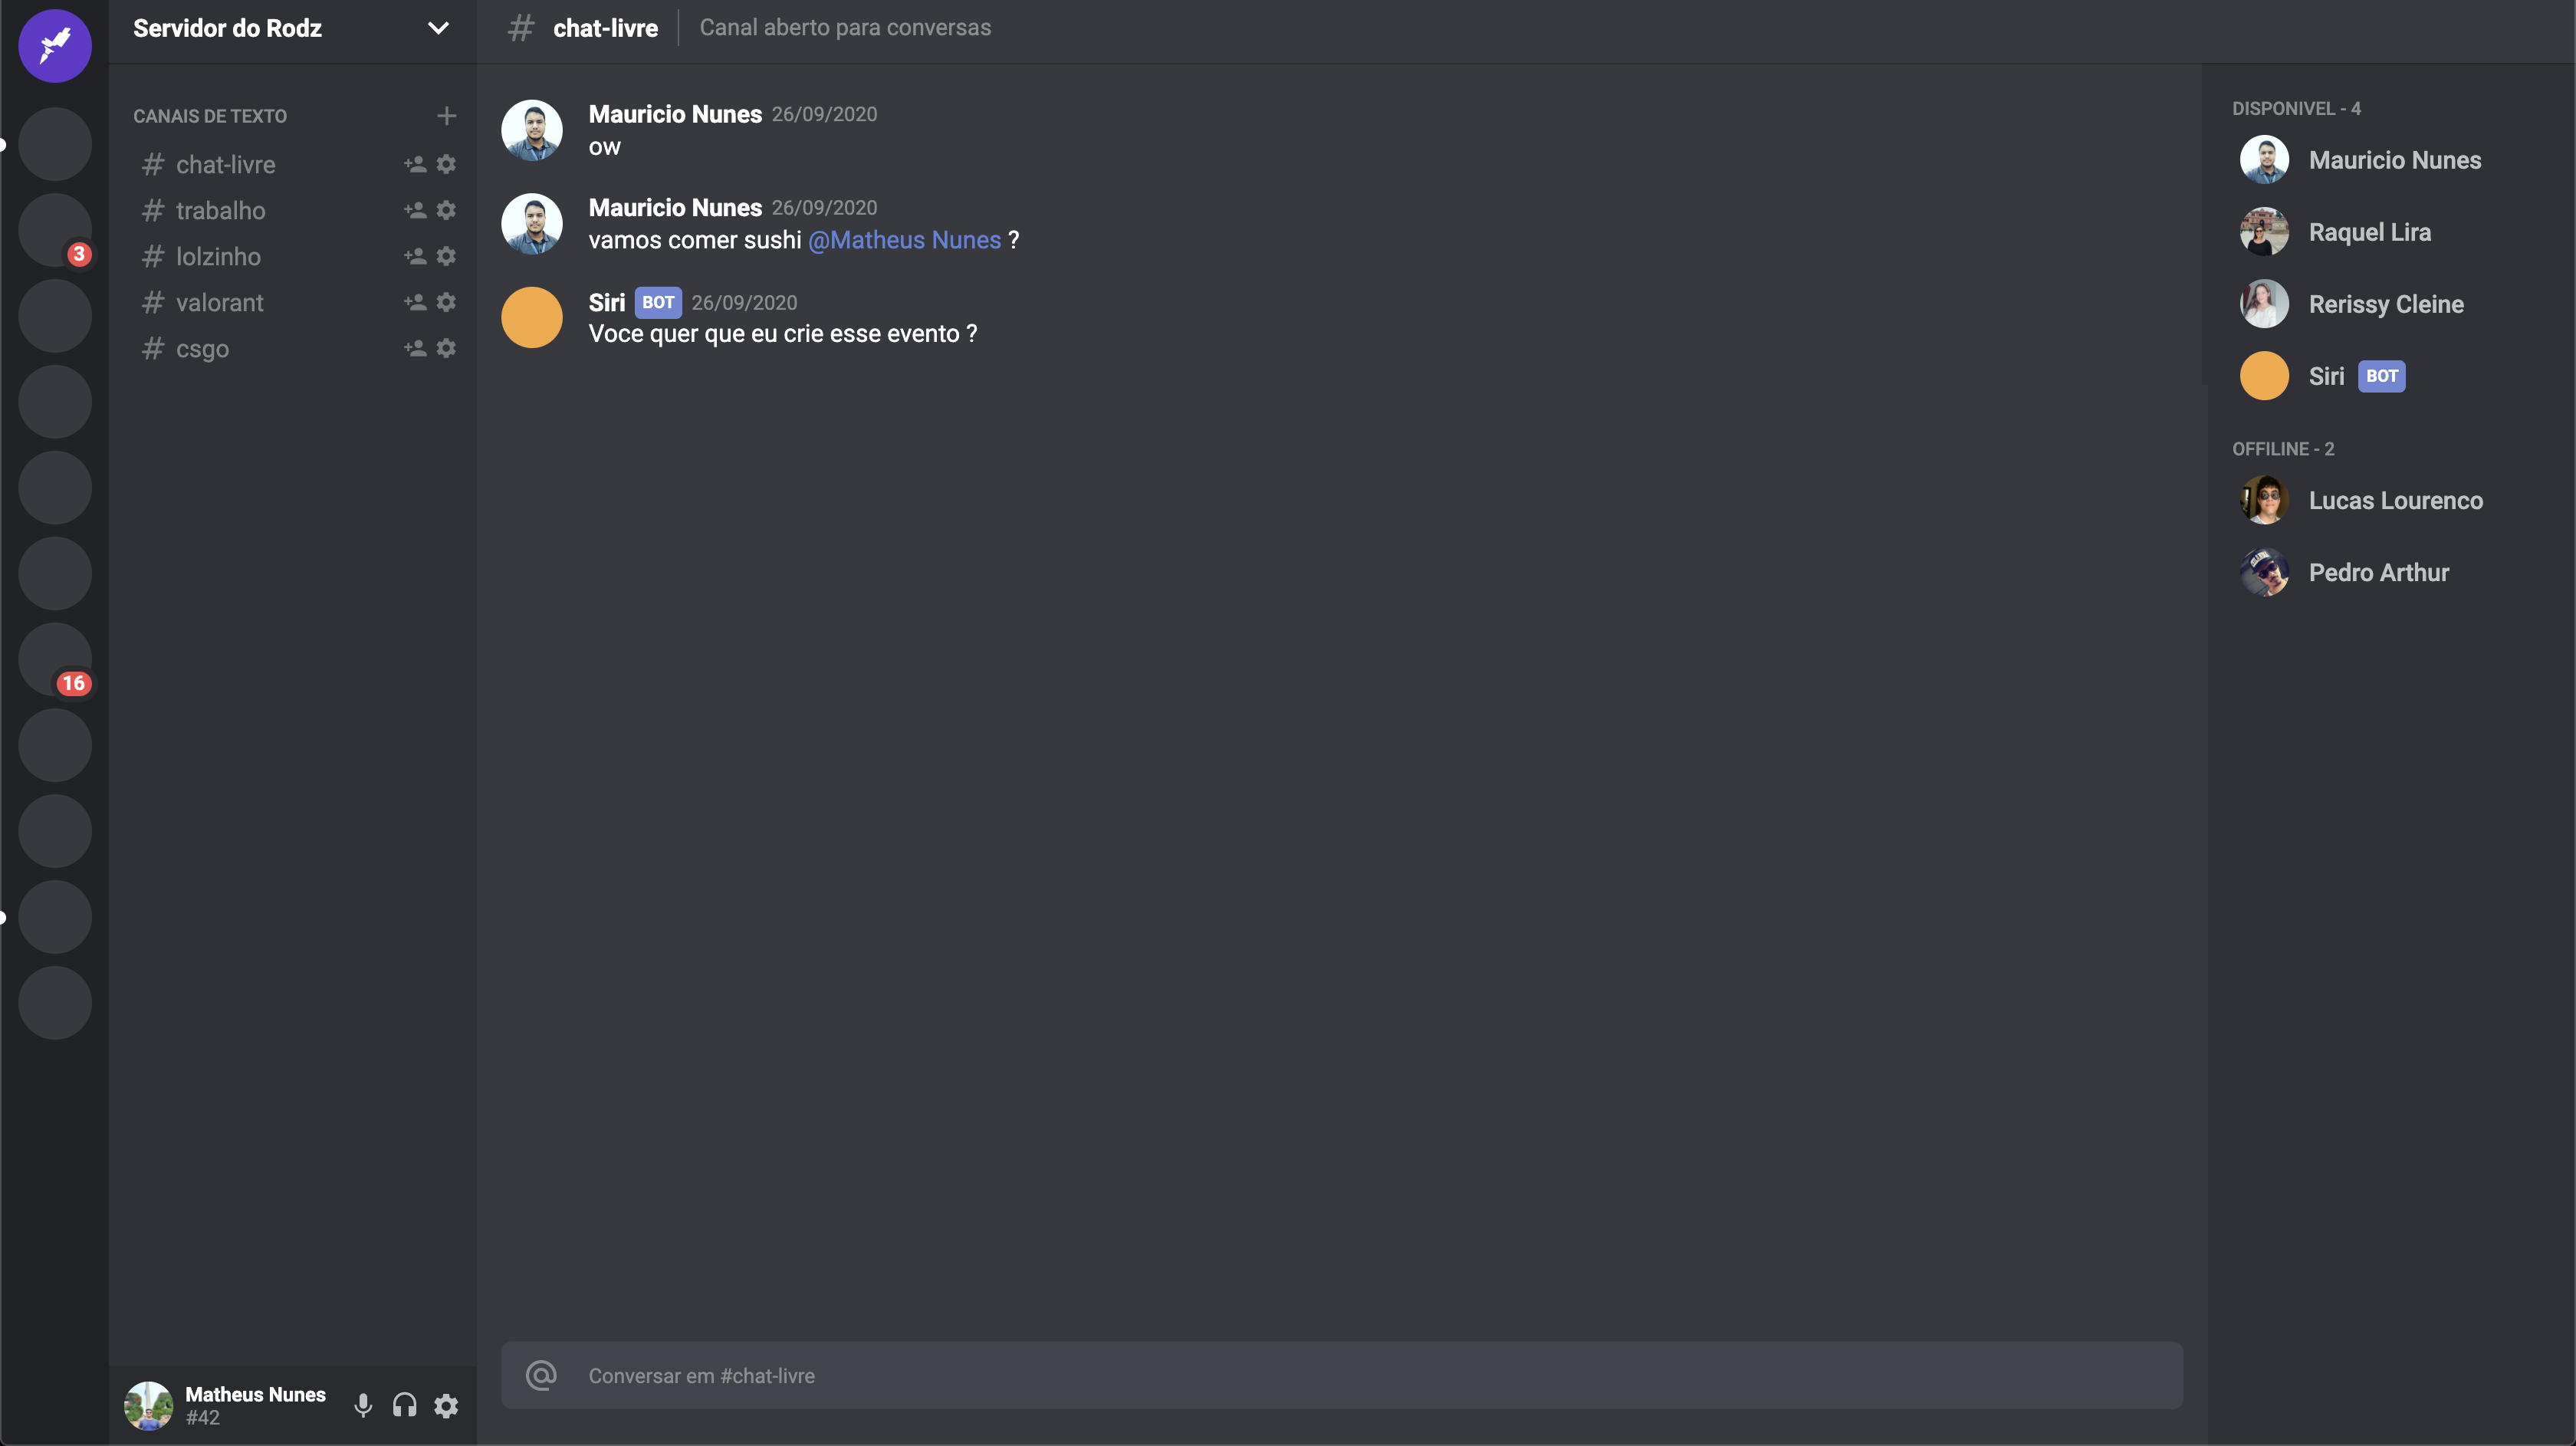 Servidor do Rodz
CANAIS DE TEXTO
# chat-livre
# trabalho
# lolzinho
# valorant
# csgo
3
16
Matheus Nunes
#42
# chat-livre Canal aberto para conversas
Mauricio Nunes 26/09/2020
ow
Mauricio Nunes 26/09/2020
vamos comer sushi @Matheus Nunes ?
Siri BOT 26/09/2020
Voce quer que eu crie esse evento ?
@ Conversar em #chat-livre
DISPONIVEL - 4
Mauricio Nunes
Raquel Lira
Rerissy Cleine
Siri BOT
OFFILINE - 2
Lucas Lourenco
Pedro Arthur